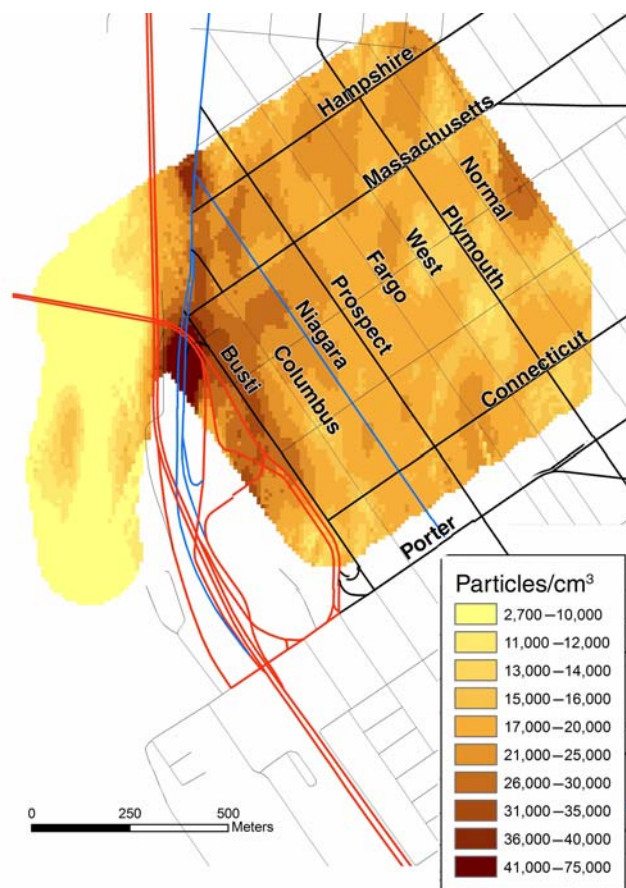 Hampshire
Massachusetts
Normal
Plymouth
West
Fargo
Prospect
Niagara
Columbus
Busti
Connecticut
Porter
Particles/cm³
2,700–10,000
11,000–12,000
13,000–14,000
15,000–16,000
17,000–20,000
21,000–25,000
26,000–30,000
31,000–35,000
36,000–40,000
41,000–75,000
0 250 500
Meters